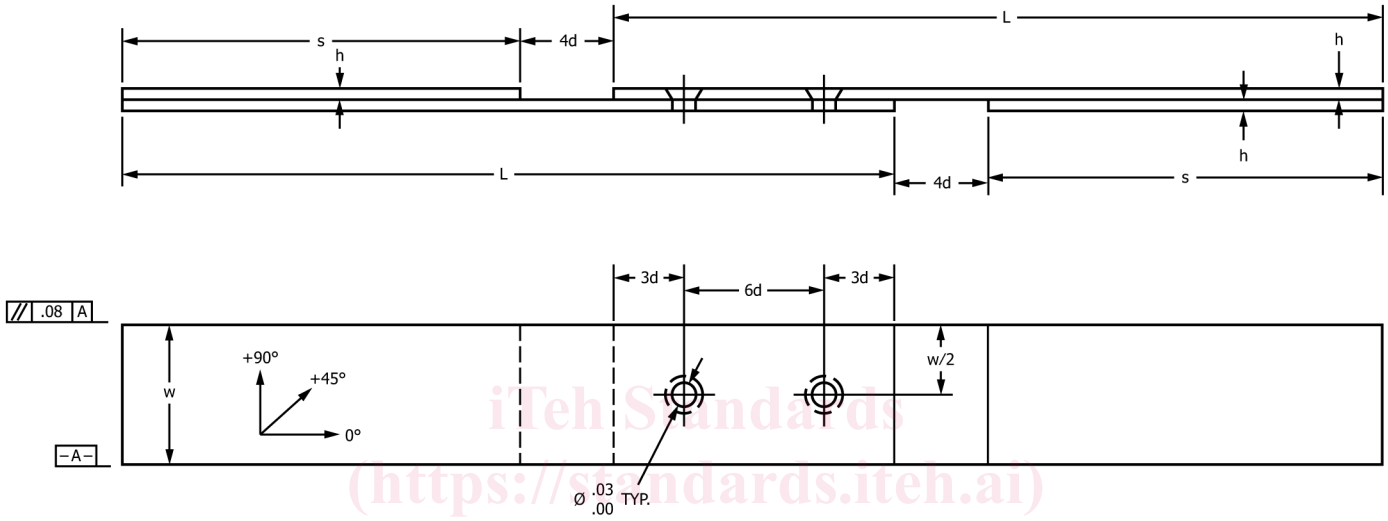 L
s
4d
h
h
h
L
4d
s
3d
6d
3d
// .08 A
w
+90°
+45°
0°
w/2
-A-
Ø .03 TYP.
.00
iTeh Standards
(https://standards.iteh.ai)